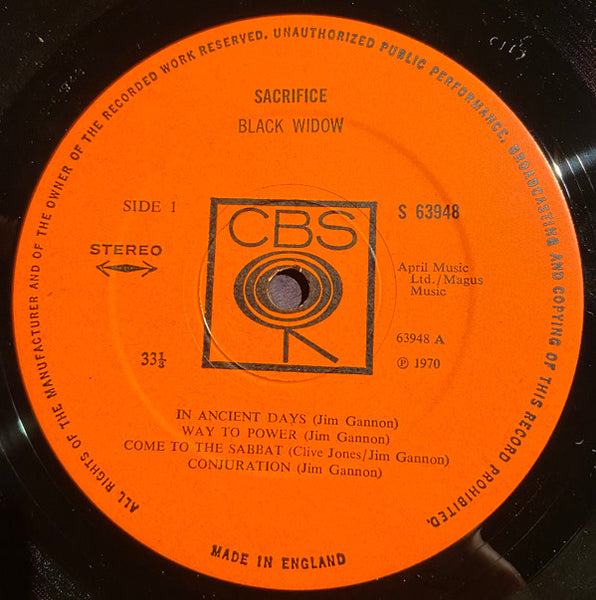 ALL RIGHTS OF THE MANUFACTURER AND OF THE OWNER OF THE RECORDED WORK RESERVED. UNAUTHORIZED PUBLIC PERFORMANCE, BROADCASTING AND COPYING OF THIS RECORD PROHIBITED.
SACRIFICE
BLACK WIDOW
SIDE 1
CBS
S 63948
STEREO
April Music
Ltd./Magus
Music
63948 A
33⅓
℗ 1970
IN ANCIENT DAYS (Jim Gannon)
WAY TO POWER (Jim Gannon)
COME TO THE SABBAT (Clive Jones/Jim Gannon)
CONJURATION (Jim Gannon)
MADE IN ENGLAND